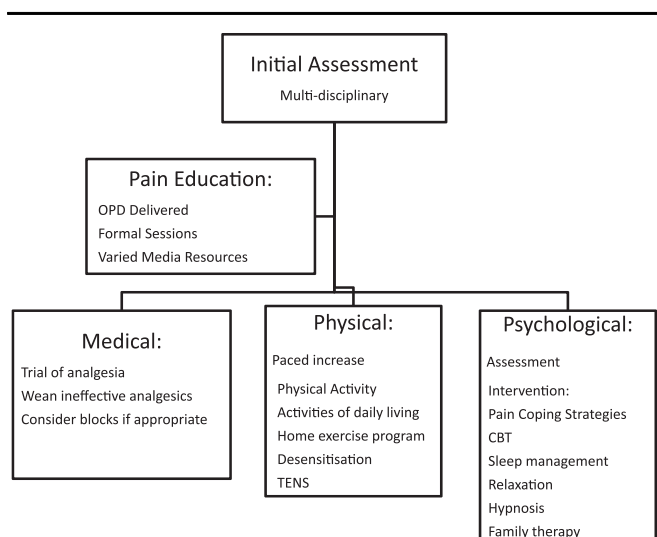 Initial Assessment
Multi-disciplinary
Pain Education:
OPD Delivered
Formal Sessions
Varied Media Resources
Medical:
Trial of analgesia
Wean ineffective analgesics
Consider blocks if appropriate
Physical:
Paced increase
Physical Activity
Activities of daily living
Home exercise program
Desensitisation
TENS
Psychological:
Assessment
Intervention:
Pain Coping Strategies
CBT
Sleep management
Relaxation
Hypnosis
Family therapy